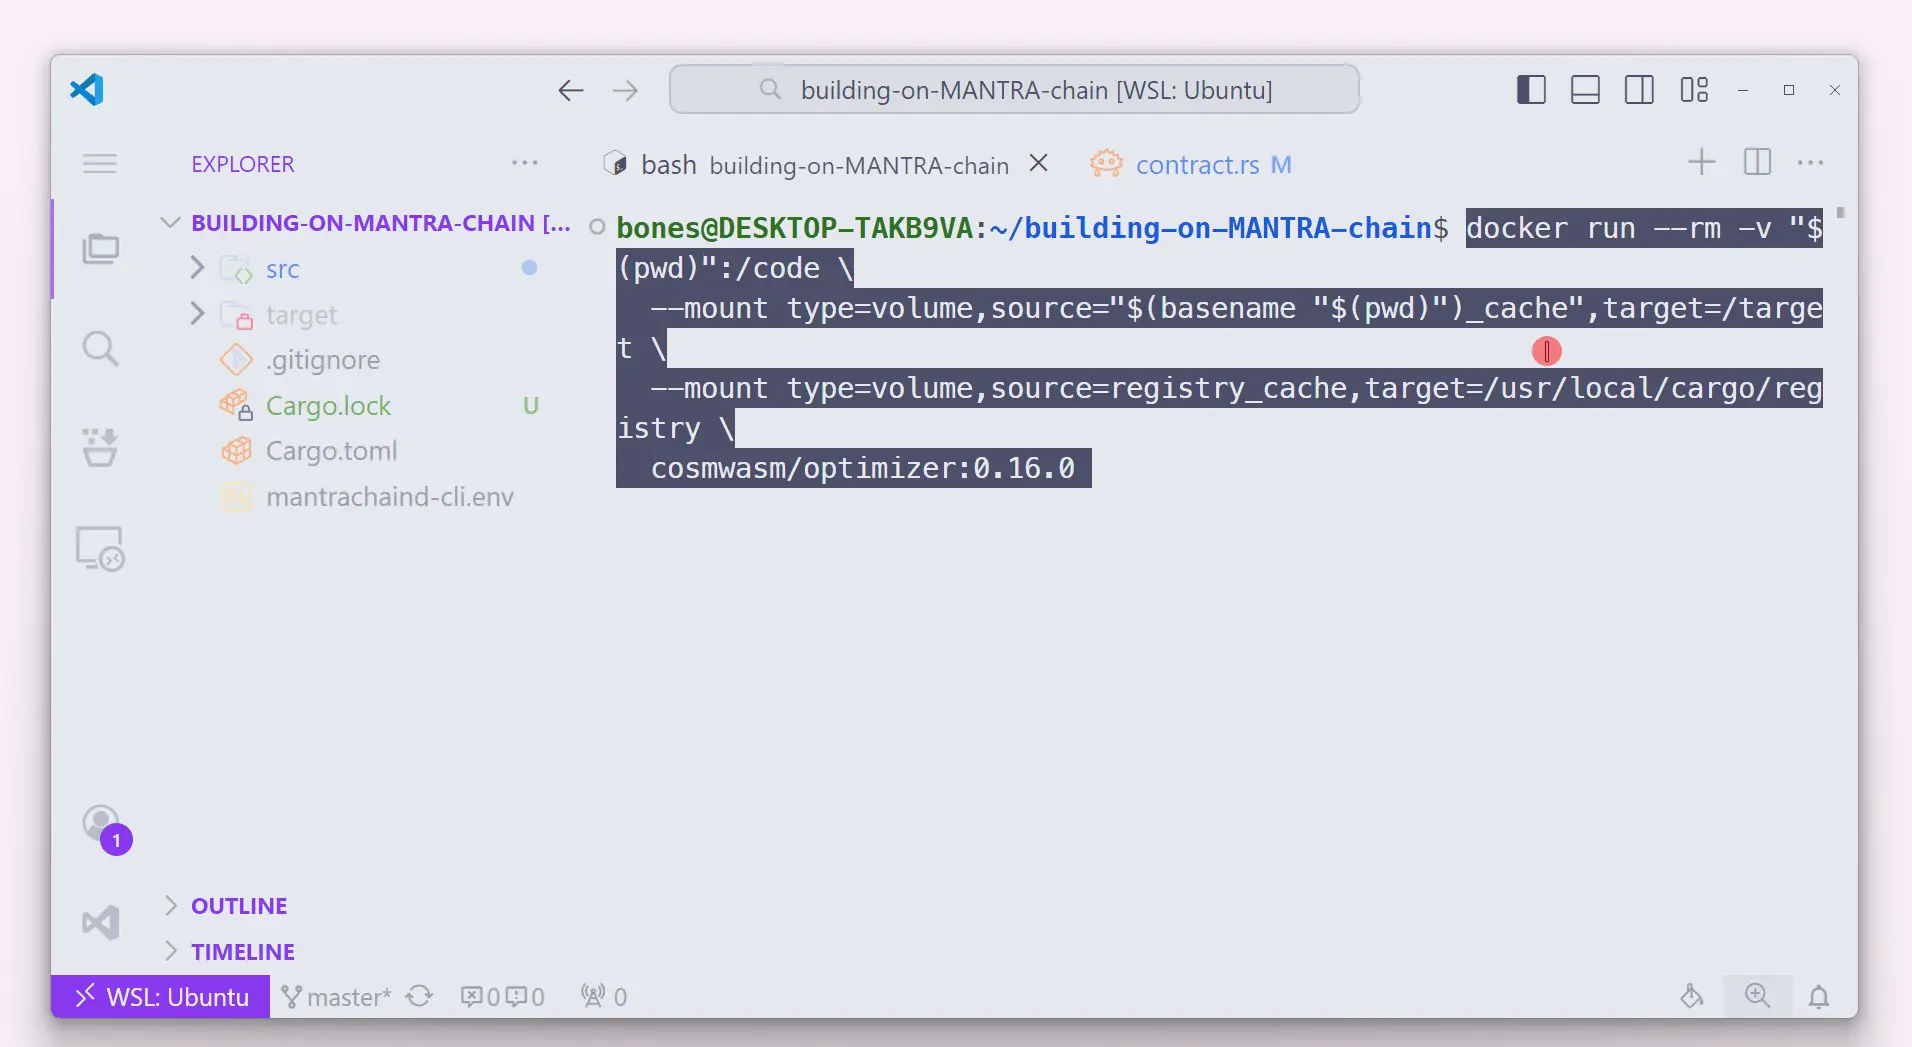 building-on-MANTRA-chain [WSL: Ubuntu]
EXPLORER
bash building-on-MANTRA-chain
contract.rs M
BUILDING-ON-MANTRA-CHAIN [...
src
target
.gitignore
Cargo.lock U
Cargo.toml
mantrachaind-cli.env
bones@DESKTOP-TAKB9VA:~/building-on-MANTRA-chain$ docker run --rm -v "$
(pwd)":/code \
--mount type=volume,source="$(basename "$(pwd)")_cache",target=/targe
t \
--mount type=volume,source=registry_cache,target=/usr/local/cargo/reg
istry \
cosmwasm/optimizer:0.16.0
1
OUTLINE
TIMELINE
WSL: Ubuntu master* 0 0 0